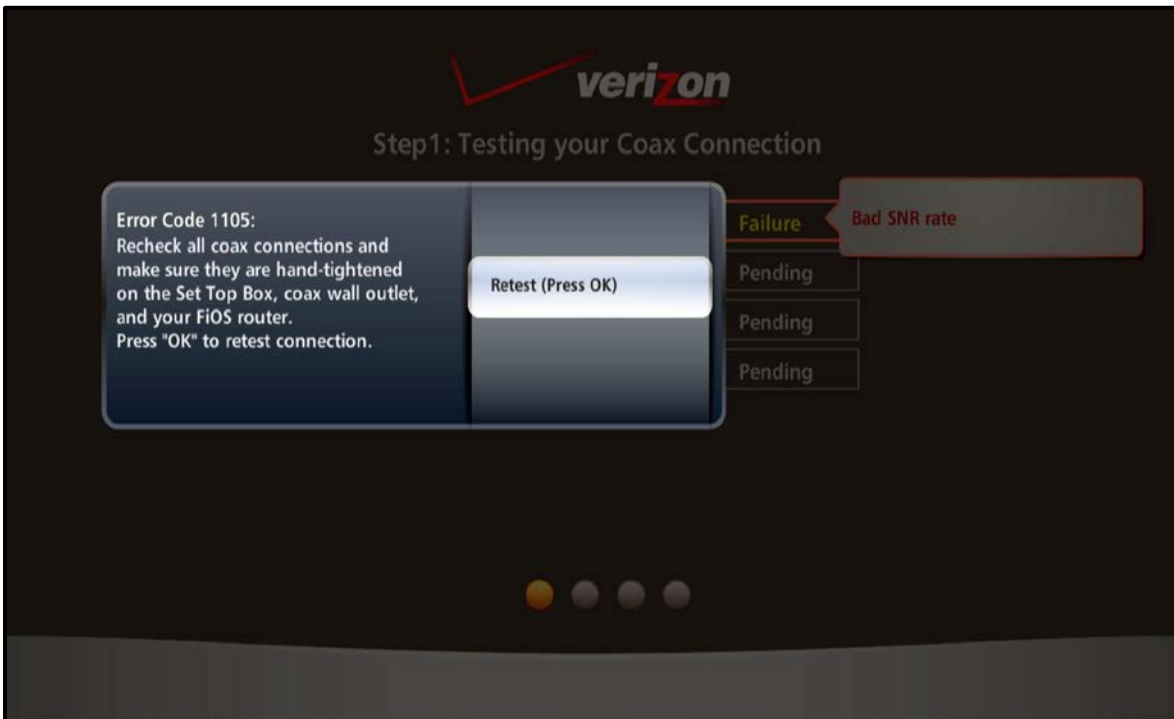 verizon
Step1: Testing your Coax Connection
Error Code 1105:
Recheck all coax connections and
make sure they are hand-tightened
on the Set Top Box, coax wall outlet,
and your FiOS router.
Press "OK" to retest connection.
Retest (Press OK)
Failure
Bad SNR rate
Pending
Pending
Pending